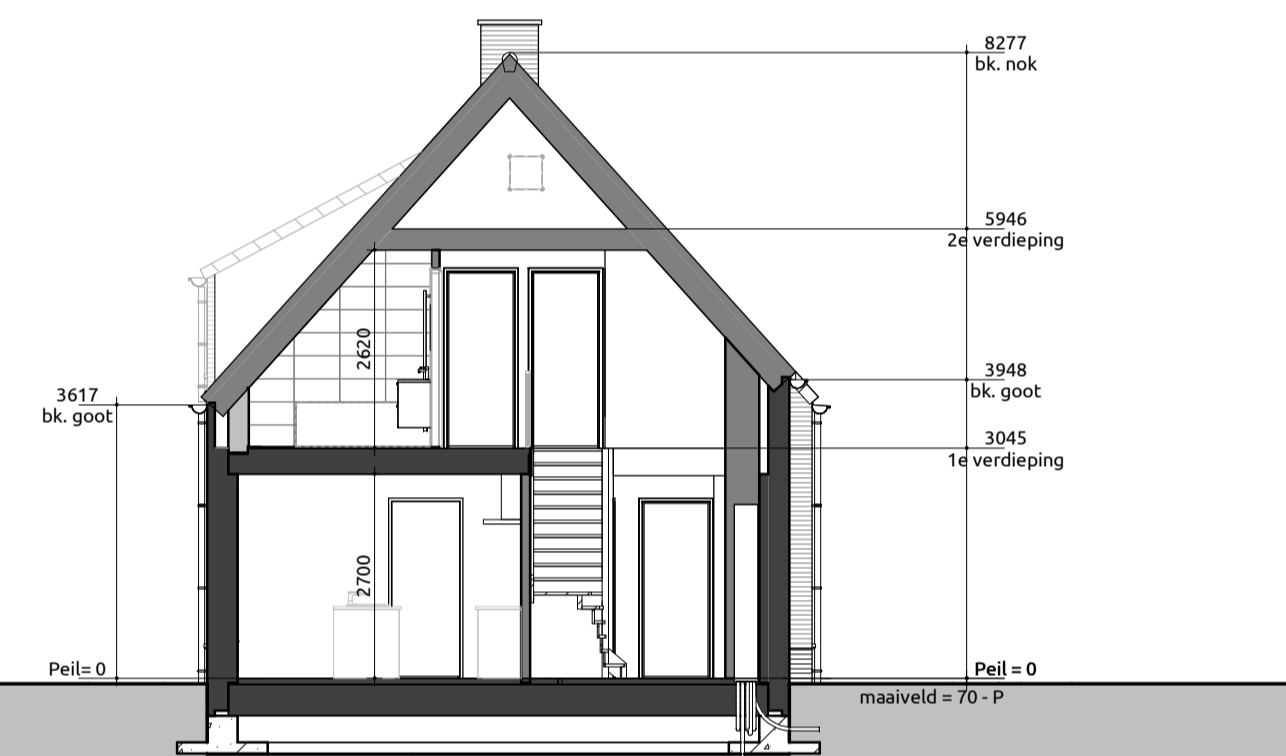 8277
bk. nok
5946
2e verdieping
2620
3948
bk. goot
3617
bk. goot
3045
1e verdieping
2700
Peil= 0
Peil = 0
maaiveld = 70 - P